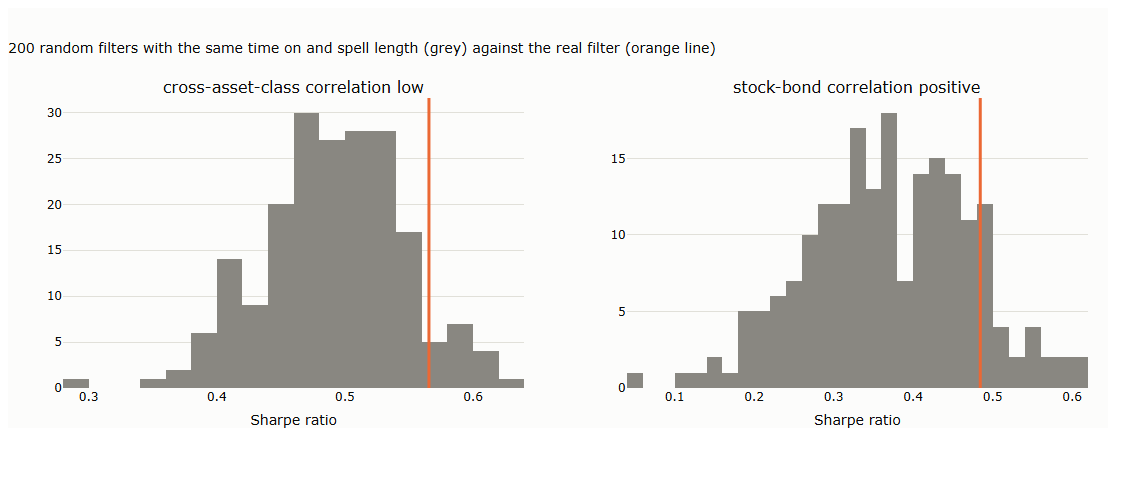 200 random filters with the same time on and spell length (grey) against the real filter (orange line)
cross-asset-class correlation low
30
25
20
15
10
5
0
0.3 0.4 0.5 0.6
Sharpe ratio
stock-bond correlation positive
15
10
5
0
0.1 0.2 0.3 0.4 0.5 0.6
Sharpe ratio